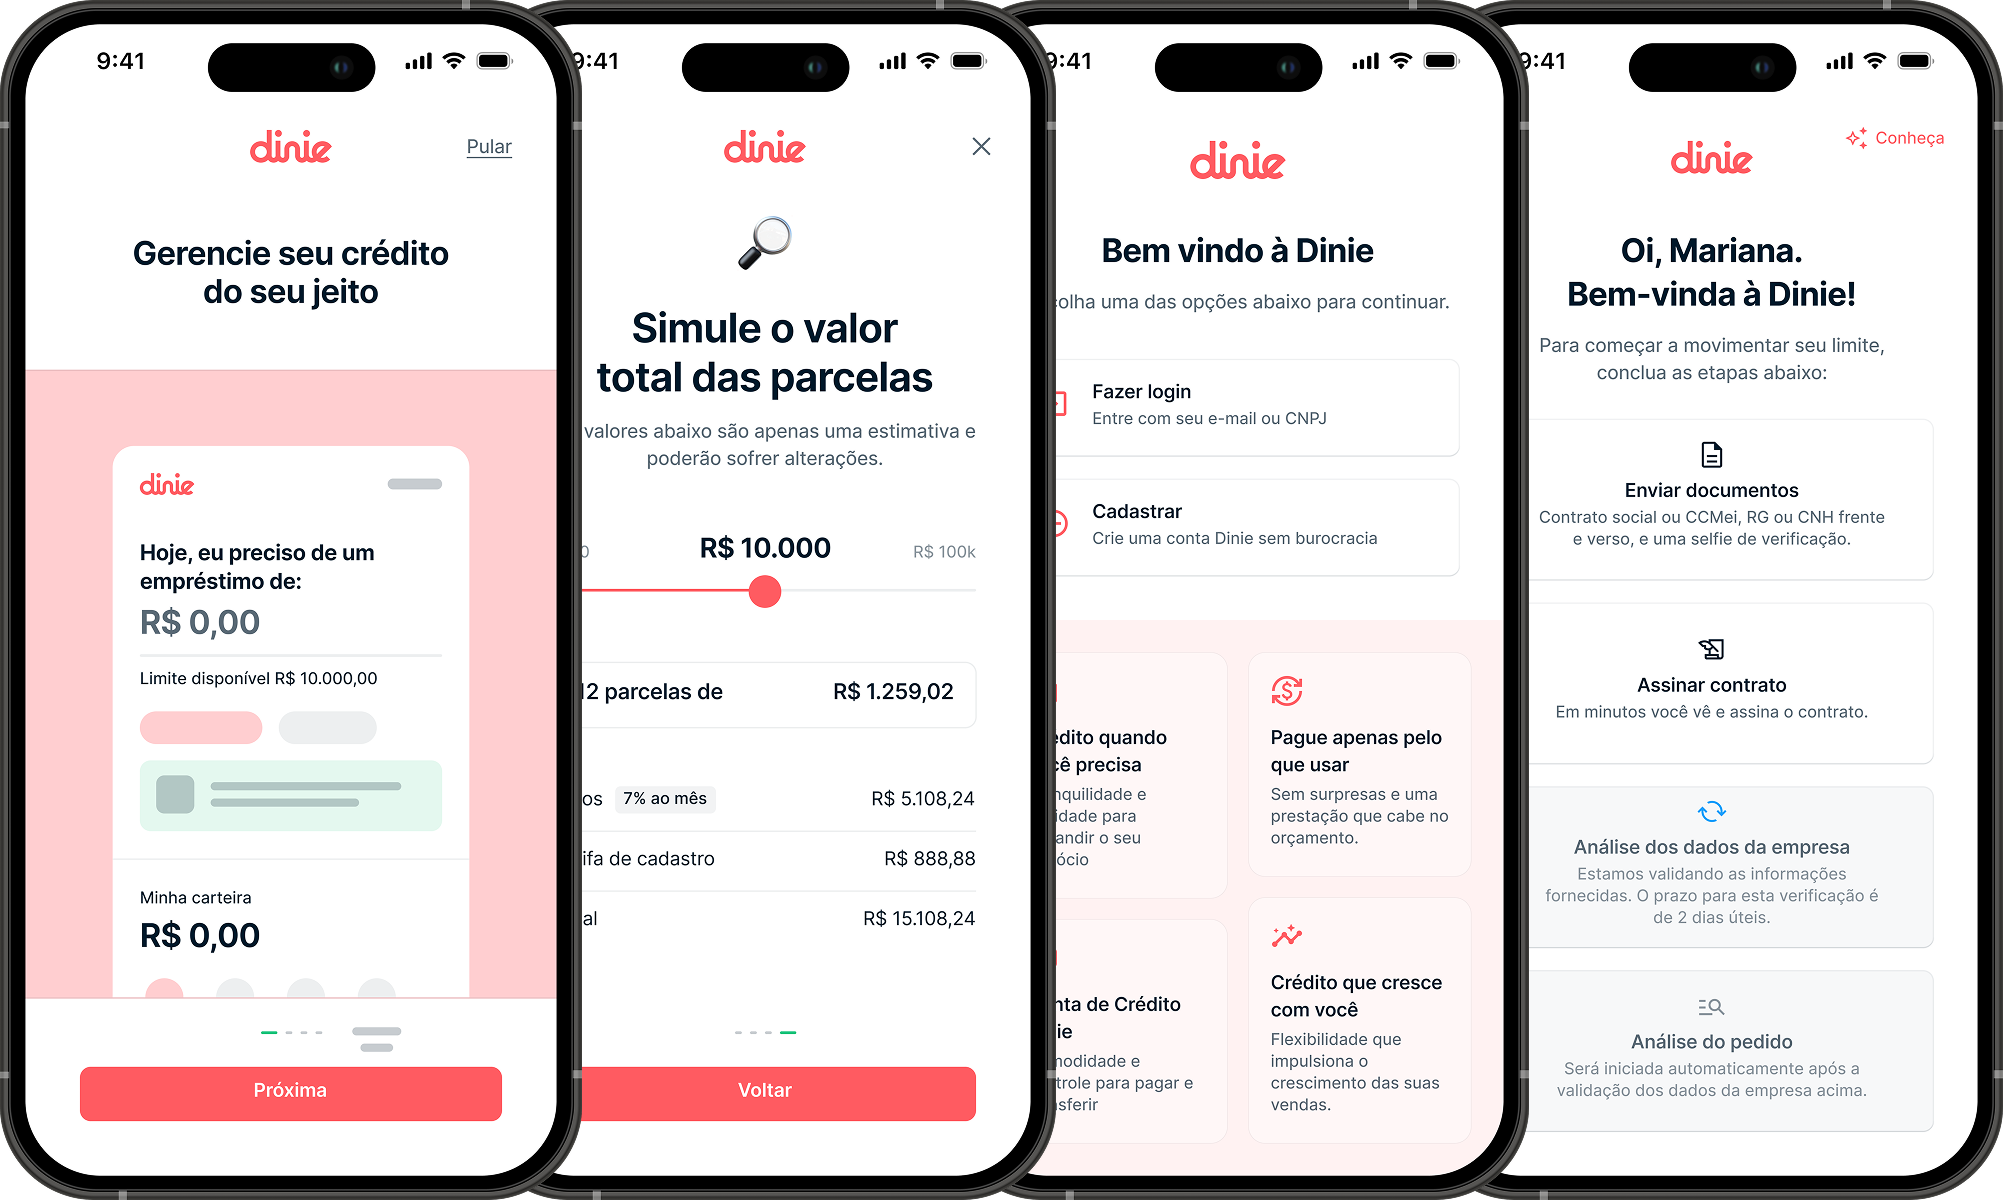 9:41
dinie
Pular
Gerencie seu crédito
do seu jeito
dinie
Hoje, eu preciso de um
empréstimo de:
R$ 0,00
Limite disponível R$ 10.000,00
Minha carteira
R$ 0,00
Próxima
9:41
dinie
Simule o valor
total das parcelas
valores abaixo são apenas uma estimativa e
poderão sofrer alterações.
R$ 10.000
R$ 100k
12 parcelas de
R$ 1.259,02
os
7% ao mês
R$ 5.108,24
ifa de cadastro
R$ 888,88
al
R$ 15.108,24
Voltar
9:41
dinie
Bem vindo à Dinie
olha uma das opções abaixo para continuar.
Fazer login
Entre com seu e-mail ou CNPJ
Cadastrar
Crie uma conta Dinie sem burocracia
édito quando
cê precisa
nquilidade e
idade para
andir o seu
ócio
Pague apenas pelo
que usar
Sem surpresas e uma
prestação que cabe no
orçamento.
nta de Crédito
ie
nodidade e
trole para pagar e
nsferir
Crédito que cresce
com você
Flexibilidade que
impulsiona o
crescimento das suas
vendas.
9:41
dinie
Conheça
Oi, Mariana.
Bem-vinda à Dinie!
Para começar a movimentar seu limite,
conclua as etapas abaixo:
Enviar documentos
Contrato social ou CCMei, RG ou CNH frente
e verso, e uma selfie de verificação.
Assinar contrato
Em minutos você vê e assina o contrato.
Análise dos dados da empresa
Estamos validando as informações
fornecidas. O prazo para esta verificação é
de 2 dias úteis.
Análise do pedido
Será iniciada automaticamente após a
validação dos dados da empresa acima.